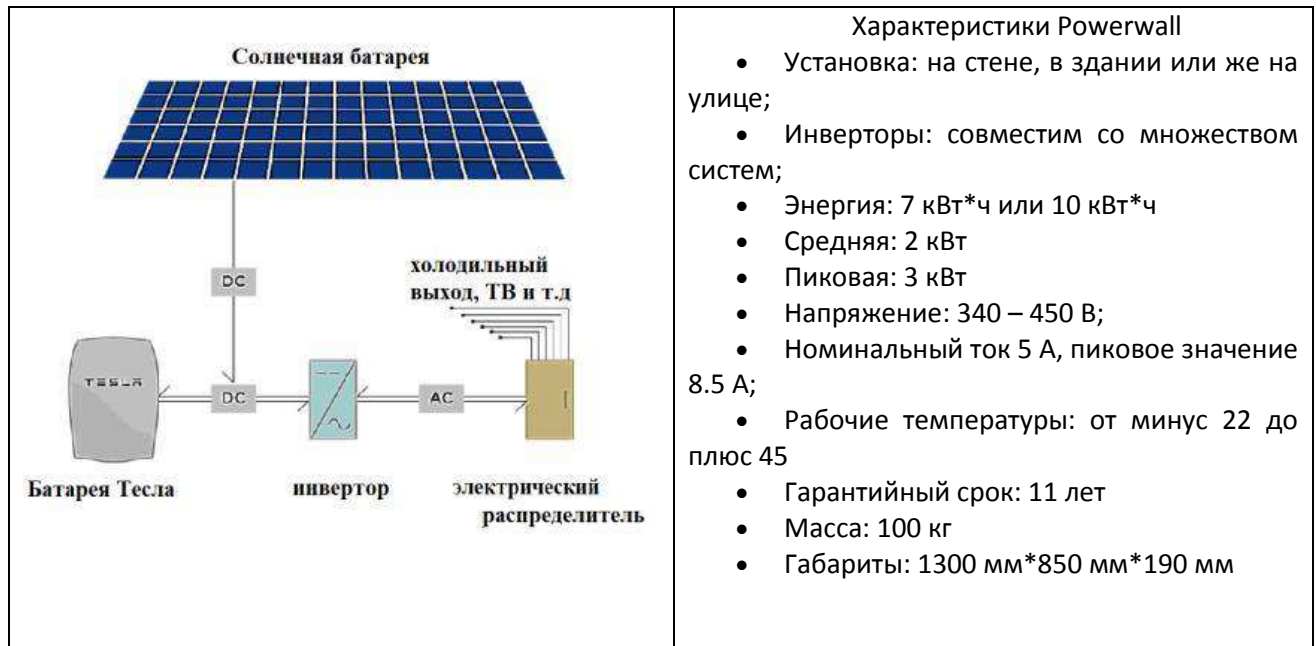 Солнечная батарея
DC
холодильный
выход, ТВ и т.д
TESLA
DC
AC
Батарея Тесла
инвертор
электрический
распределитель
Характеристики Powerwall
• Установка: на стене, в здании или же на
улице;
• Инверторы: совместим со множеством
систем;
• Энергия: 7 кВт*ч или 10 кВт*ч
• Средняя: 2 кВт
• Пиковая: 3 кВт
• Напряжение: 340 – 450 В;
• Номинальный ток 5 А, пиковое значение
8.5 А;
• Рабочие температуры: от минус 22 до
плюс 45
• Гарантийный срок: 11 лет
• Масса: 100 кг
• Габариты: 1300 мм*850 мм*190 мм